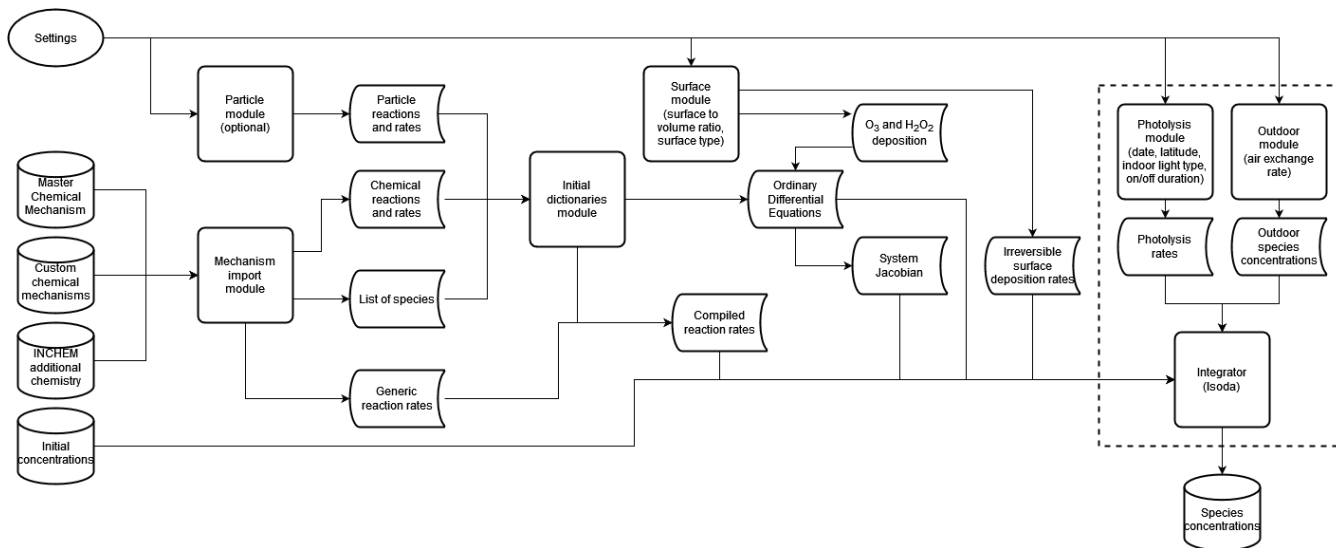 Settings
Particle
module
(optional)
Particle
reactions
and rates
Surface
module
(surface to
volume ratio,
surface type)
O₃ and H₂O₂
deposition
Photolysis
module
(date, latitude,
indoor light type,
on/off duration)
Outdoor
module
(air exchange
rate)
Master
Chemical
Mechanism
Chemical
reactions
and rates
Initial
dictionaries
module
Ordinary
Differential
Equations
Custom
chemical
mechanisms
Mechanism
import
module
List of species
System
Jacobian
Irreversible
surface
deposition rates
Photolysis
rates
Outdoor
species
concentrations
INCHEM
additional
chemistry
Generic
reaction rates
Compiled
reaction rates
Integrator
(lsoda)
Initial
concentrations
Species
concentrations